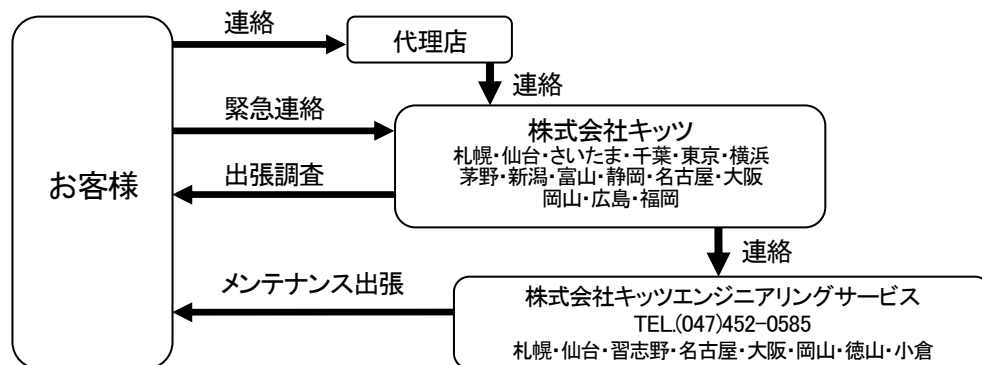 連絡
代理店
連絡
緊急連絡
株式会社キッツ
札幌・仙台・さいたま・千葉・東京・横浜
茅野・新潟・富山・静岡・名古屋・大阪
岡山・広島・福岡
お客様
出張調査
連絡
メンテナンス出張
株式会社キッツエンジニアリングサービス
TEL.(047)452-0585
札幌・仙台・習志野・名古屋・大阪・岡山・徳山・小倉